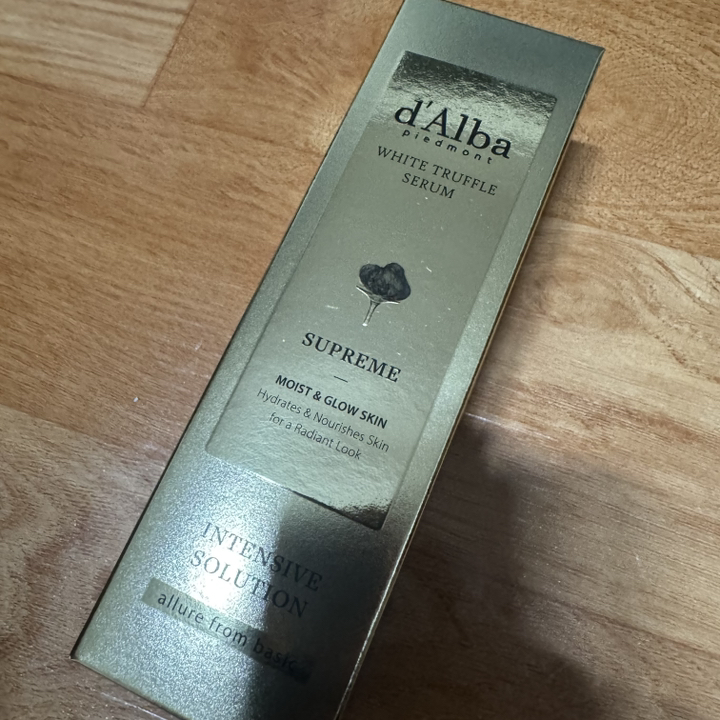 d'Alba
piedmont
WHITE TRUFFLE
SERUM
SUPREME
MOIST & GLOW SKIN
Hydrates & Nourishes Skin
for a Radiant Look
INTENSIVE
SOLUTION
allure from basic